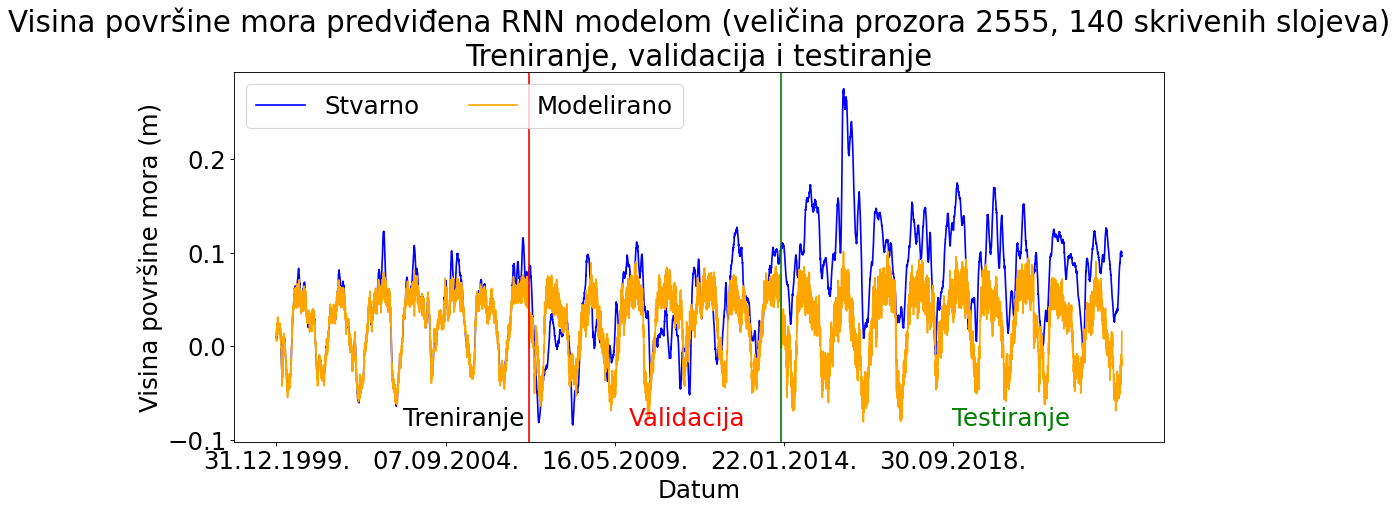 Visina površine mora predviđena RNN modelom (veličina prozora 2555, 140 skrivenih slojeva)
Treniranje, validacija i testiranje
Stvarno
Modelirano
Visina površine mora (m)
0.2
0.1
0.0
−0.1
Treniranje
Validacija
Testiranje
31.12.1999.
07.09.2004.
16.05.2009.
22.01.2014.
30.09.2018.
Datum